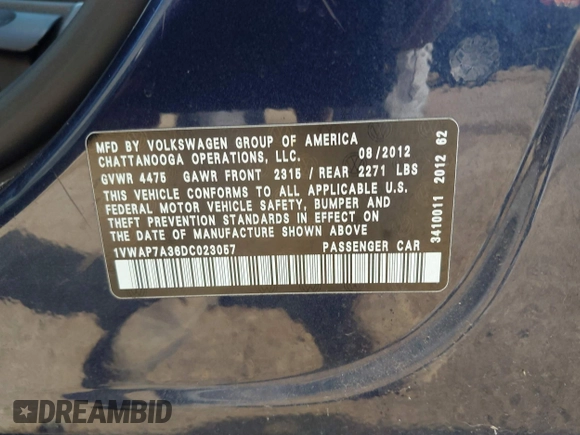 MFD BY VOLKSWAGEN GROUP OF AMERICA
CHATTANOOGA OPERATIONS, LLC. 08/2012
GVWR 4475 GAWR FRONT 2315 / REAR 2271 LBS
THIS VEHICLE CONFORMS TO ALL APPLICABLE U.S.
FEDERAL MOTOR VEHICLE SAFETY, BUMPER AND
THEFT PREVENTION STANDARDS IN EFFECT ON
THE DATE OF MANUFACTURE SHOWN ABOVE
1VWAP7A36DC023057 PASSENGER CAR
3410011 2012 62
DREAMBID